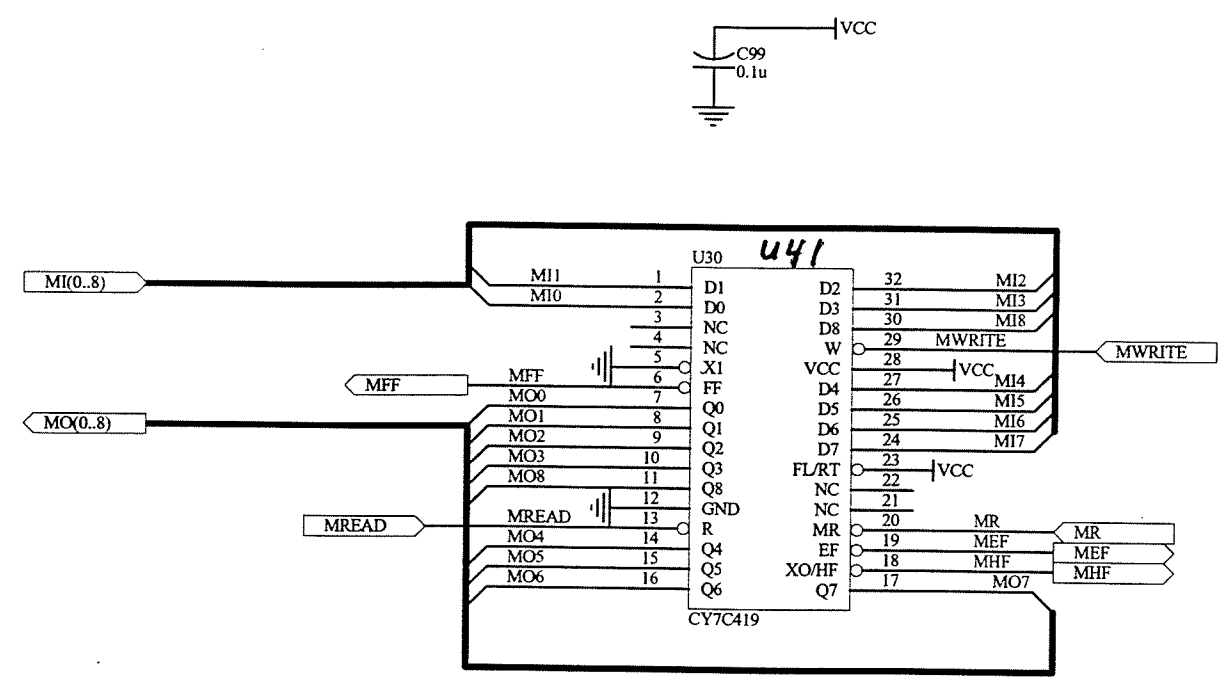 VCC
C99
0.1u
U30 U41
MI(0..8)
MI1 1 D1 D2 32 MI2
MI0 2 D0 D3 31 MI3
3 NC D8 30 MI8
4 NC W 29 MWRITE MWRITE
5 X1 VCC 28 VCC
MFF MFF 6 FF D4 27 MI4
MO0 7 Q0 D5 26 MI5
MO(0..8) MO1 8 Q1 D6 25 MI6
MO2 9 Q2 D7 24 MI7
MO3 10 Q3 FL/RT 23 VCC
MO8 11 Q8 NC 22
12 GND NC 21
MREAD MREAD 13 R MR 20 MR MR
MO4 14 Q4 EF 19 MEF MEF
MO5 15 Q5 XO/HF 18 MHF MHF
MO6 16 Q6 Q7 17 MO7
CY7C419